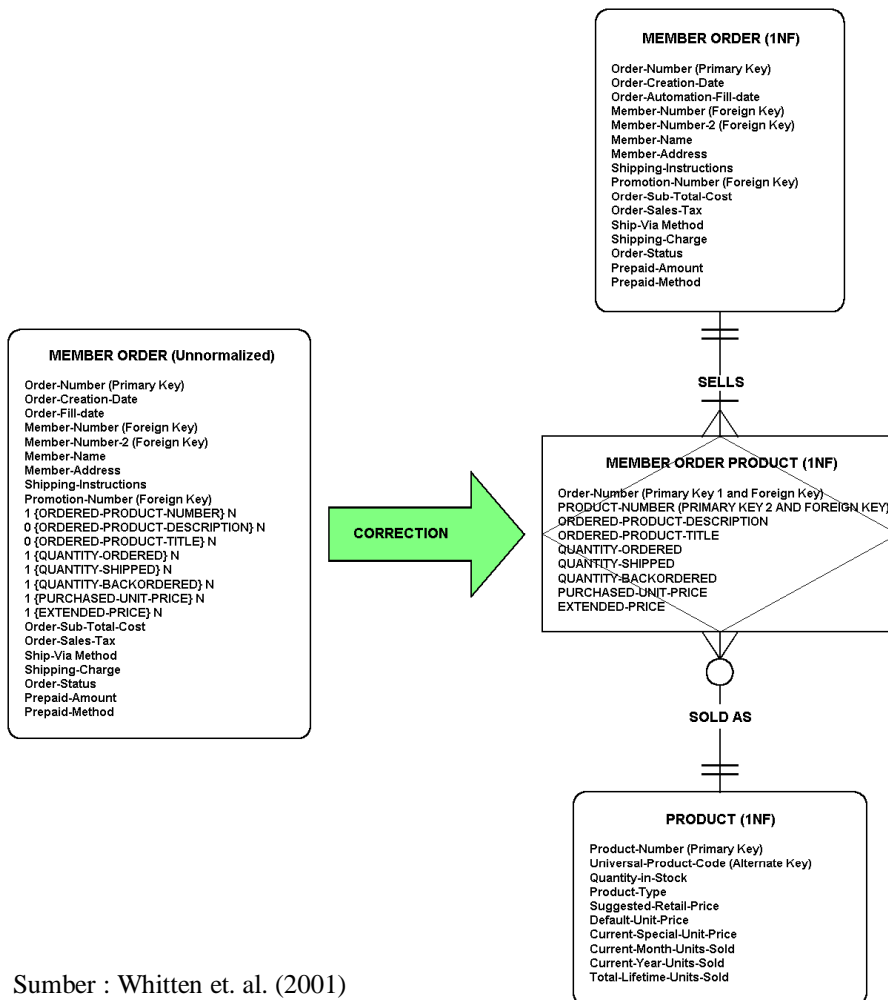 MEMBER ORDER (1NF)
Order-Number (Primary Key)
Order-Creation-Date
Order-Automation-Fill-date
Member-Number (Foreign Key)
Member-Number-2 (Foreign Key)
Member-Name
Member-Address
Shipping-Instructions
Promotion-Number (Foreign Key)
Order-Sub-Total-Cost
Order-Sales-Tax
Ship-Via Method
Shipping-Charge
Order-Status
Prepaid-Amount
Prepaid-Method
SELLS
MEMBER ORDER (Unnormalized)
Order-Number (Primary Key)
Order-Creation-Date
Order-Fill-date
Member-Number (Foreign Key)
Member-Number-2 (Foreign Key)
Member-Name
Member-Address
Shipping-Instructions
Promotion-Number (Foreign Key)
1 {ORDERED-PRODUCT-NUMBER} N
0 {ORDERED-PRODUCT-DESCRIPTION} N
0 {ORDERED-PRODUCT-TITLE} N
1 {QUANTITY-ORDERED} N
1 {QUANTITY-SHIPPED} N
1 {QUANTITY-BACKORDERED} N
1 {PURCHASED-UNIT-PRICE} N
1 {EXTENDED-PRICE} N
Order-Sub-Total-Cost
Order-Sales-Tax
Ship-Via Method
Shipping-Charge
Order-Status
Prepaid-Amount
Prepaid-Method
CORRECTION
MEMBER ORDER PRODUCT (1NF)
Order-Number (Primary Key 1 and Foreign Key)
PRODUCT-NUMBER (PRIMARY KEY 2 AND FOREIGN KEY)
ORDERED-PRODUCT-DESCRIPTION
ORDERED-PRODUCT-TITLE
QUANTITY-ORDERED
QUANTITY-SHIPPED
QUANTITY-BACKORDERED
PURCHASED-UNIT-PRICE
EXTENDED-PRICE
SOLD AS
PRODUCT (1NF)
Product-Number (Primary Key)
Universal-Product-Code (Alternate Key)
Quantity-in-Stock
Product-Type
Suggested-Retail-Price
Default-Unit-Price
Current-Special-Unit-Price
Current-Month-Units-Sold
Current-Year-Units-Sold
Total-Lifetime-Units-Sold
Sumber : Whitten et. al. (2001)